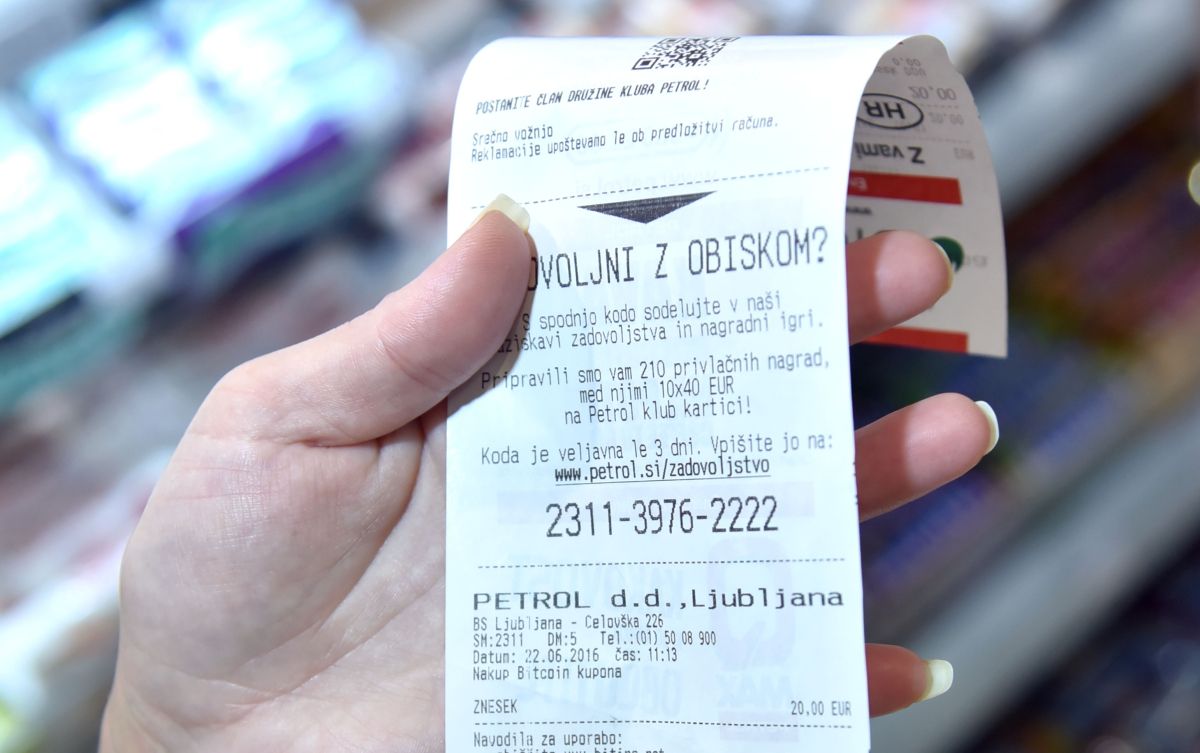 POSTANITE ČLAN DRUŽINE KLUBA PETROL!
Srečno vožnjo
Reklamacije upoštevamo le ob predložitvi računa.
OVOLJNI Z OBISKOM?
S spodnjo kodo sodelujte v naši
ziskavi zadovoljstva in nagradni igri.
Pripravili smo vam 210 privlačnih nagrad,
med njimi 10x40 EUR
na Petrol klub kartici!
Koda je veljavna le 3 dni. Vpišite jo na:
www.petrol.si/zadovoljstvo
2311-3976-2222
PETROL d.d.,Ljubljana
BS Ljubljana - Celovška 226
SM:2311 DM:5 Tel.:(01) 50 08 900
Datum: 22.06.2016 čas: 11:13
Nakup Bitcoin kupona
ZNESEK 20,00 EUR
Navodila za uporabo:
HR
Z vami